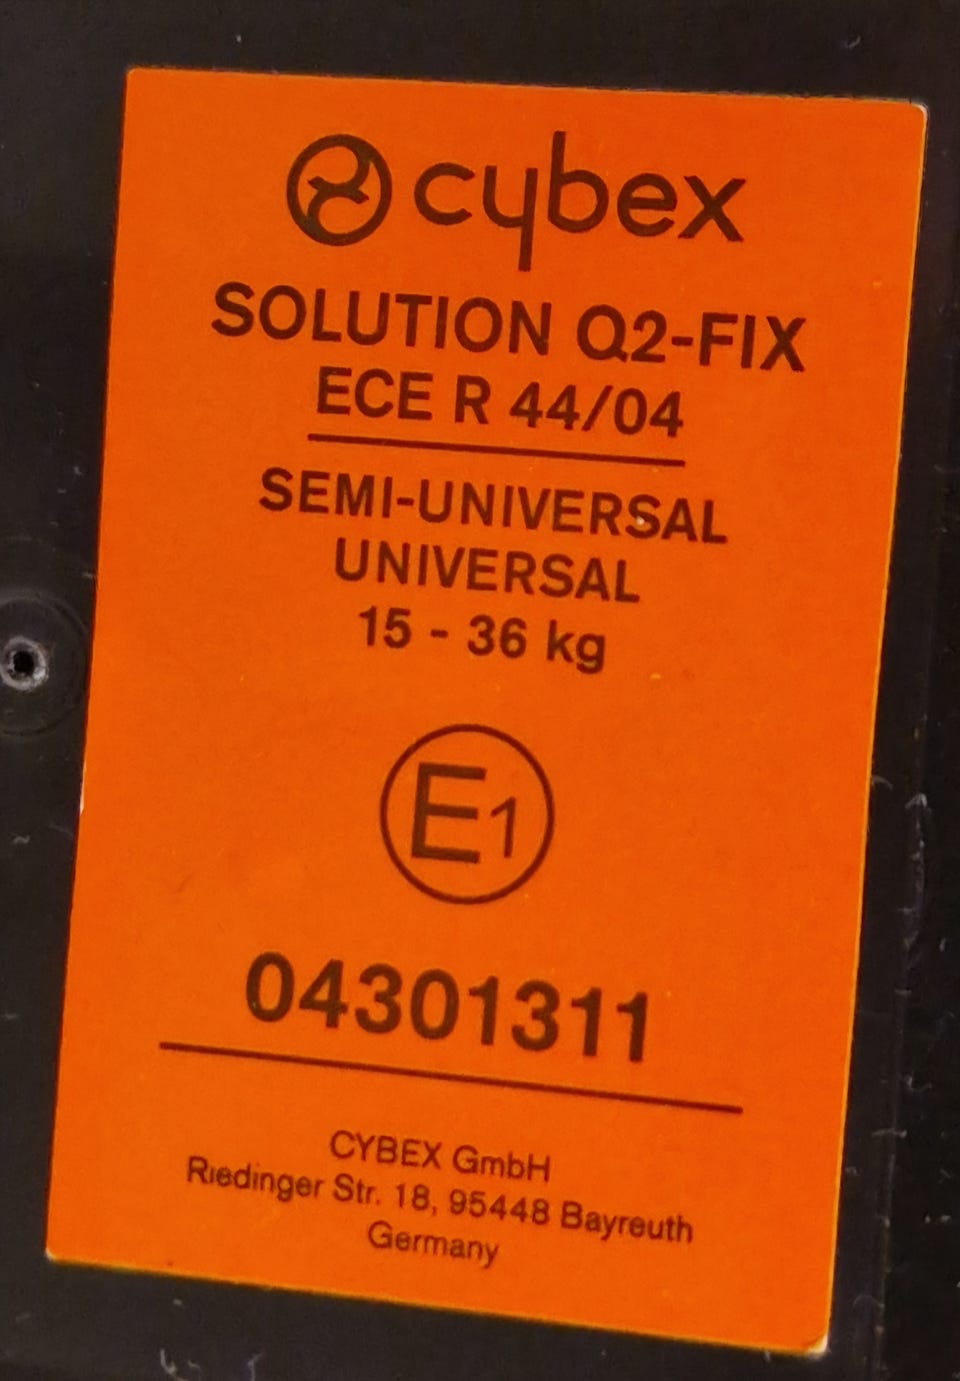 cybex
SOLUTION Q2-FIX
ECE R 44/04
SEMI-UNIVERSAL
UNIVERSAL
15 - 36 kg
E1
04301311
CYBEX GmbH
Riedinger Str. 18, 95448 Bayreuth
Germany